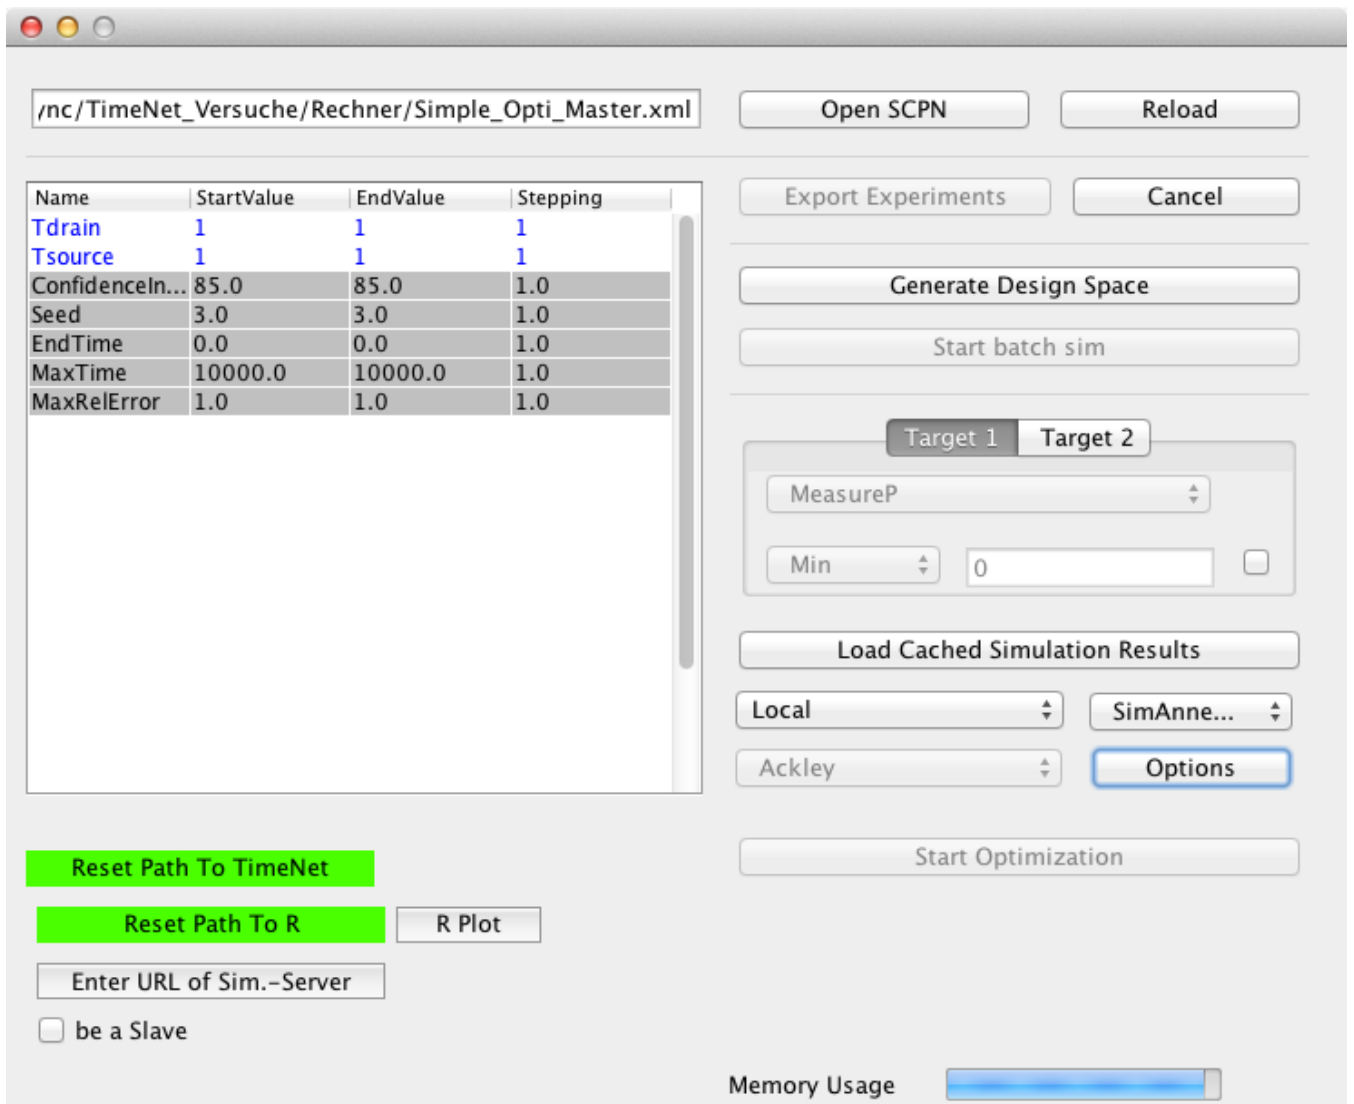 /nc/TimeNet_Versuche/Rechner/Simple_Opti_Master.xml
Open SCPN
Reload
Name StartValue EndValue Stepping
Tdrain 1 1 1
Tsource 1 1 1
ConfidenceIn... 85.0 85.0 1.0
Seed 3.0 3.0 1.0
EndTime 0.0 0.0 1.0
MaxTime 10000.0 10000.0 1.0
MaxRelError 1.0 1.0 1.0
Export Experiments
Cancel
Generate Design Space
Start batch sim
Target 1
Target 2
MeasureP
Min
0
Load Cached Simulation Results
Local
SimAnne...
Ackley
Options
Start Optimization
Reset Path To TimeNet
Reset Path To R
R Plot
Enter URL of Sim.-Server
be a Slave
Memory Usage